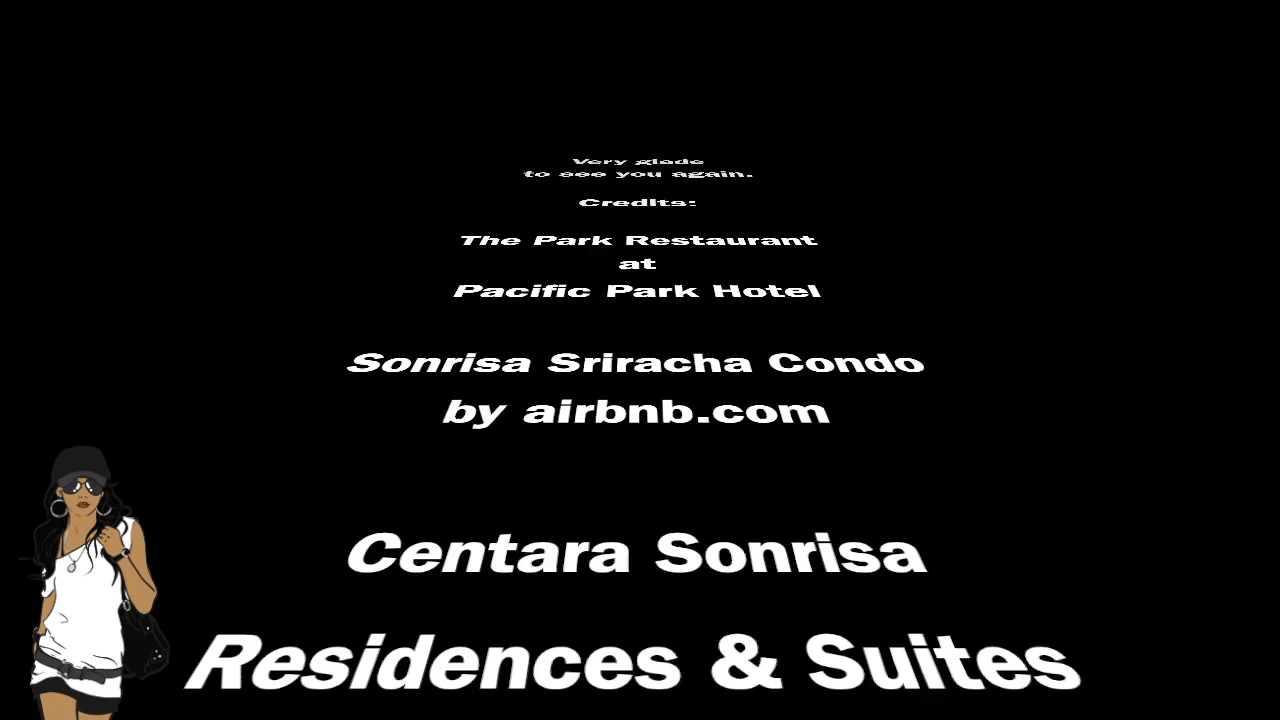 Very glade
to see you again.
Credits:
The Park Restaurant
at
Pacific Park Hotel
Sonrisa Sriracha Condo
by airbnb.com
Centara Sonrisa
Residences & Suites